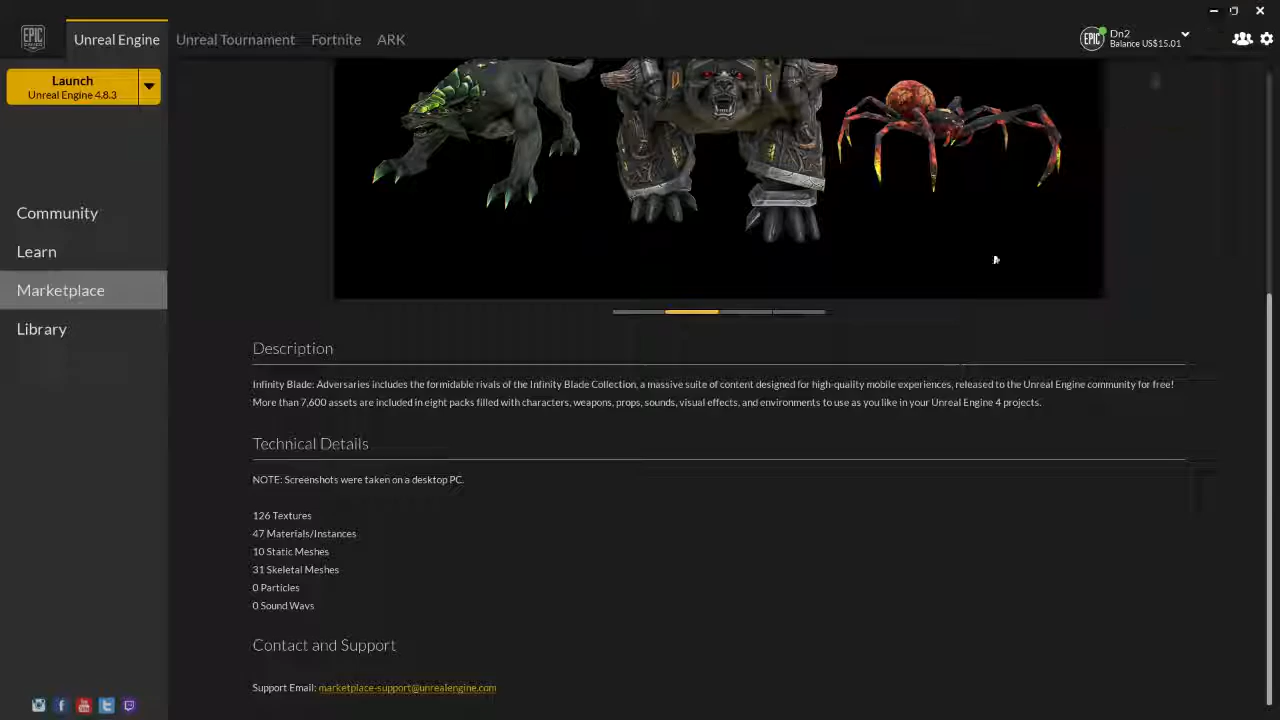 EPIC
GAMES
Unreal Engine
Unreal Tournament
Fortnite
ARK
EPIC
Dn2
Balance US$15.01
Launch
Unreal Engine 4.8.3
Community
Learn
Marketplace
Library
Description
Infinity Blade: Adversaries includes the formidable rivals of the Infinity Blade Collection, a massive suite of content designed for high-quality mobile experiences, released to the Unreal Engine community for free!
More than 7,600 assets are included in eight packs filled with characters, weapons, props, sounds, visual effects, and environments to use as you like in your Unreal Engine 4 projects.
Technical Details
NOTE: Screenshots were taken on a desktop PC.
126 Textures
47 Materials/Instances
10 Static Meshes
31 Skeletal Meshes
0 Particles
0 Sound Wavs
Contact and Support
Support Email: marketplace-support@unrealengine.com